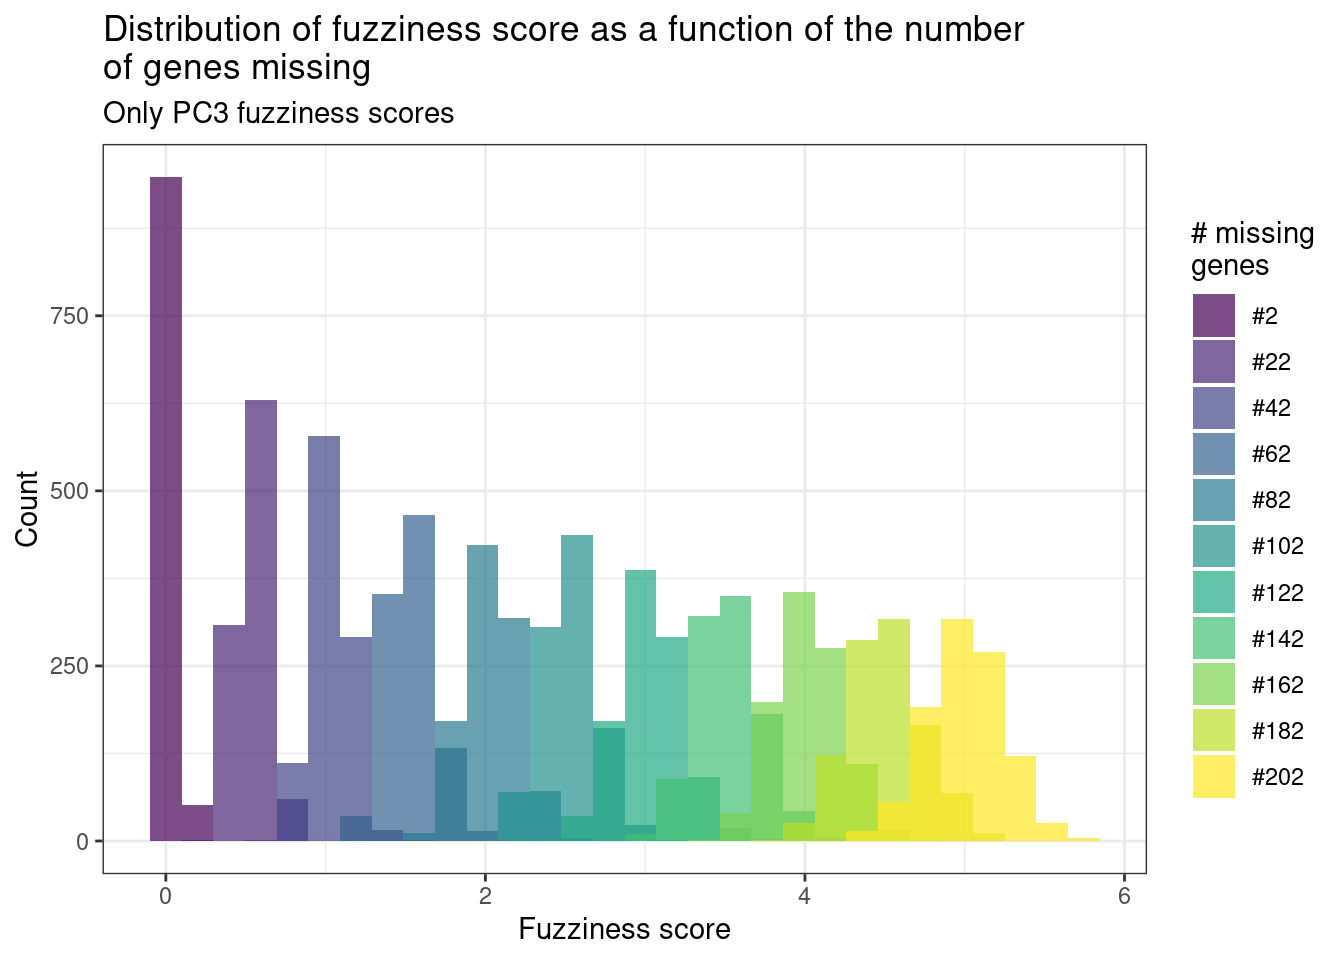 Distribution of fuzziness score as a function of the number
of genes missing
Only PC3 fuzziness scores
750
500
250
0
Count
0 2 4 6
Fuzziness score
# missing
genes
#2
#22
#42
#62
#82
#102
#122
#142
#162
#182
#202